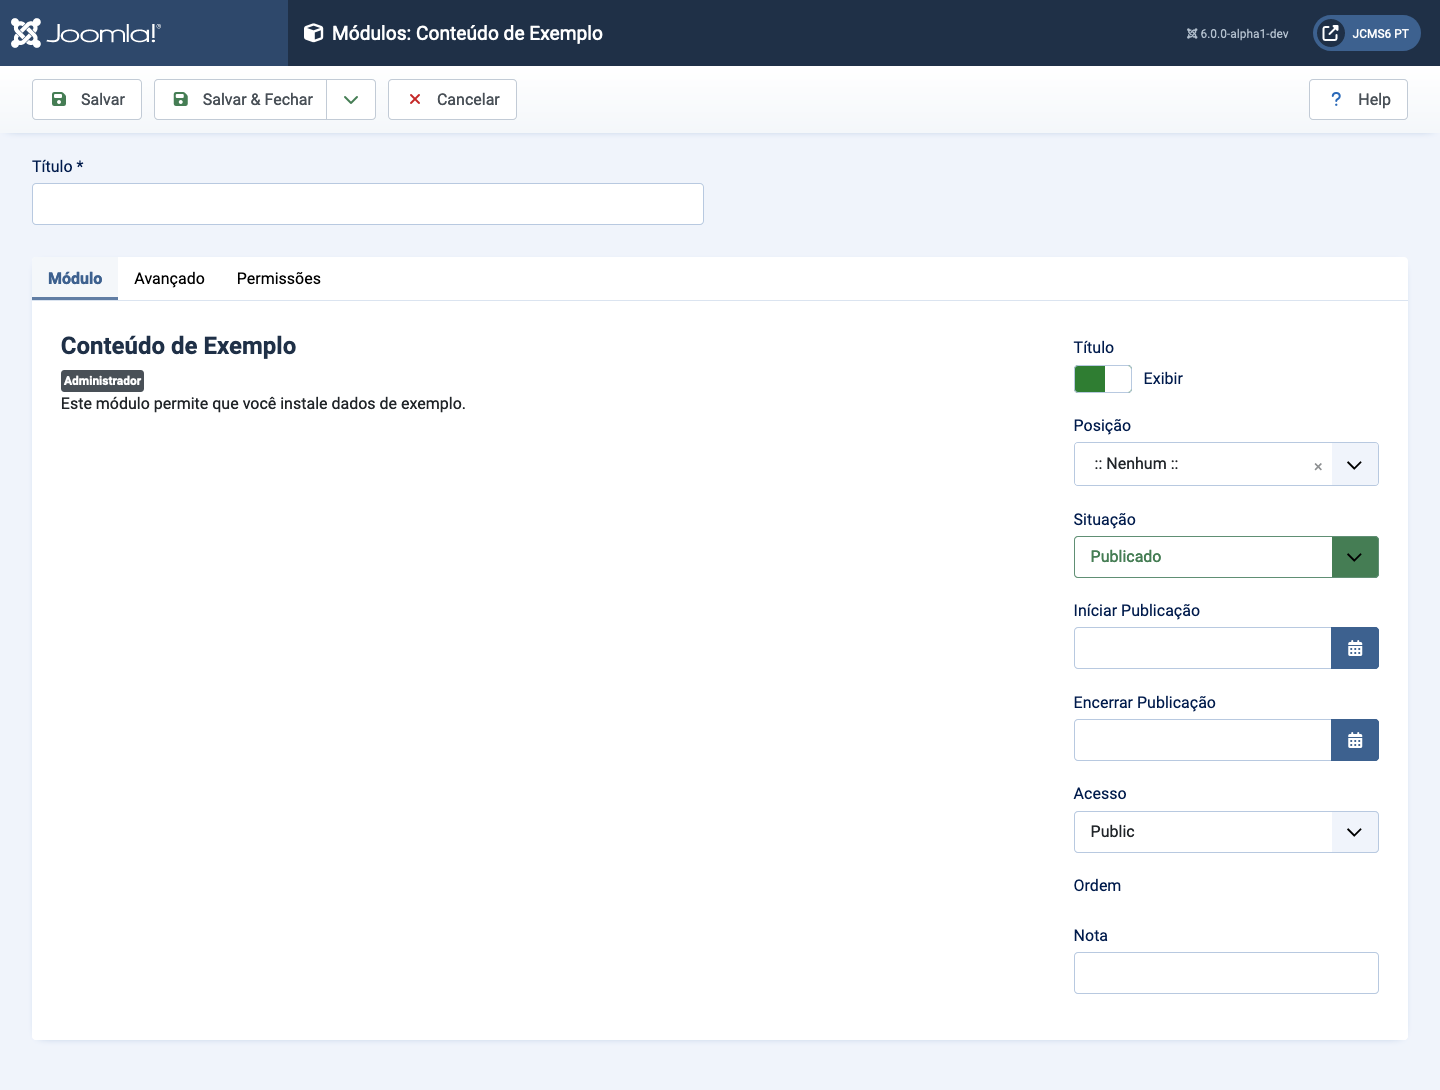 Joomla!®
Módulos: Conteúdo de Exemplo
6.0.0-alpha1-dev
JCMS6 PT
Salvar
Salvar & Fechar
Cancelar
? Help
Título *
Módulo
Avançado
Permissões
Conteúdo de Exemplo
Administrador
Este módulo permite que você instale dados de exemplo.
Título
Exibir
Posição
:: Nenhum ::
×
Situação
Publicado
Iníciar Publicação
Encerrar Publicação
Acesso
Public
Ordem
Nota